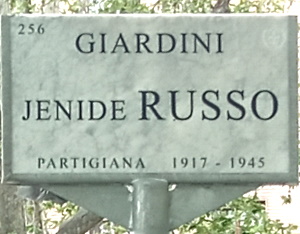 256
GIARDINI
JENIDE RUSSO
PARTIGIANA 1917 - 1945